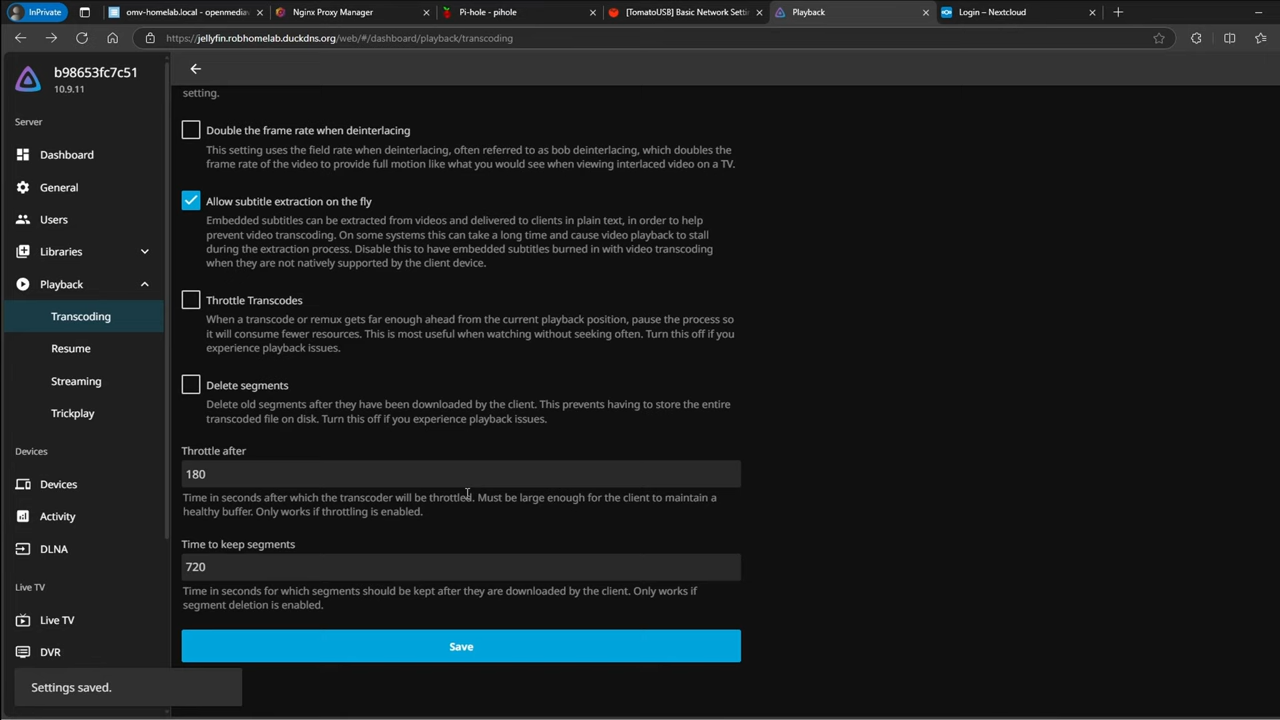 InPrivate
omv-homelab.local - openmediav
Nginx Proxy Manager
Pi-hole - pihole
[TomatoUSB] Basic Network Setti
Playback
Login – Nextcloud
https://jellyfin.robhomelab.duckdns.org/web/#/dashboard/playback/transcoding
b98653fc7c51
10.9.11
Server
Dashboard
General
Users
Libraries
Playback
Transcoding
Resume
Streaming
Trickplay
Devices
Devices
Activity
DLNA
Live TV
Live TV
DVR
setting.
Double the frame rate when deinterlacing
This setting uses the field rate when deinterlacing, often referred to as bob deinterlacing, which doubles the
frame rate of the video to provide full motion like what you would see when viewing interlaced video on a TV.
Allow subtitle extraction on the fly
Embedded subtitles can be extracted from videos and delivered to clients in plain text, in order to help
prevent video transcoding. On some systems this can take a long time and cause video playback to stall
during the extraction process. Disable this to have embedded subtitles burned in with video transcoding
when they are not natively supported by the client device.
Throttle Transcodes
When a transcode or remux gets far enough ahead from the current playback position, pause the process so
it will consume fewer resources. This is most useful when watching without seeking often. Turn this off if you
experience playback issues.
Delete segments
Delete old segments after they have been downloaded by the client. This prevents having to store the entire
transcoded file on disk. Turn this off if you experience playback issues.
Throttle after
180
Time in seconds after which the transcoder will be throttled. Must be large enough for the client to maintain a
healthy buffer. Only works if throttling is enabled.
Time to keep segments
720
Time in seconds for which segments should be kept after they are downloaded by the client. Only works if
segment deletion is enabled.
Save
Settings saved.